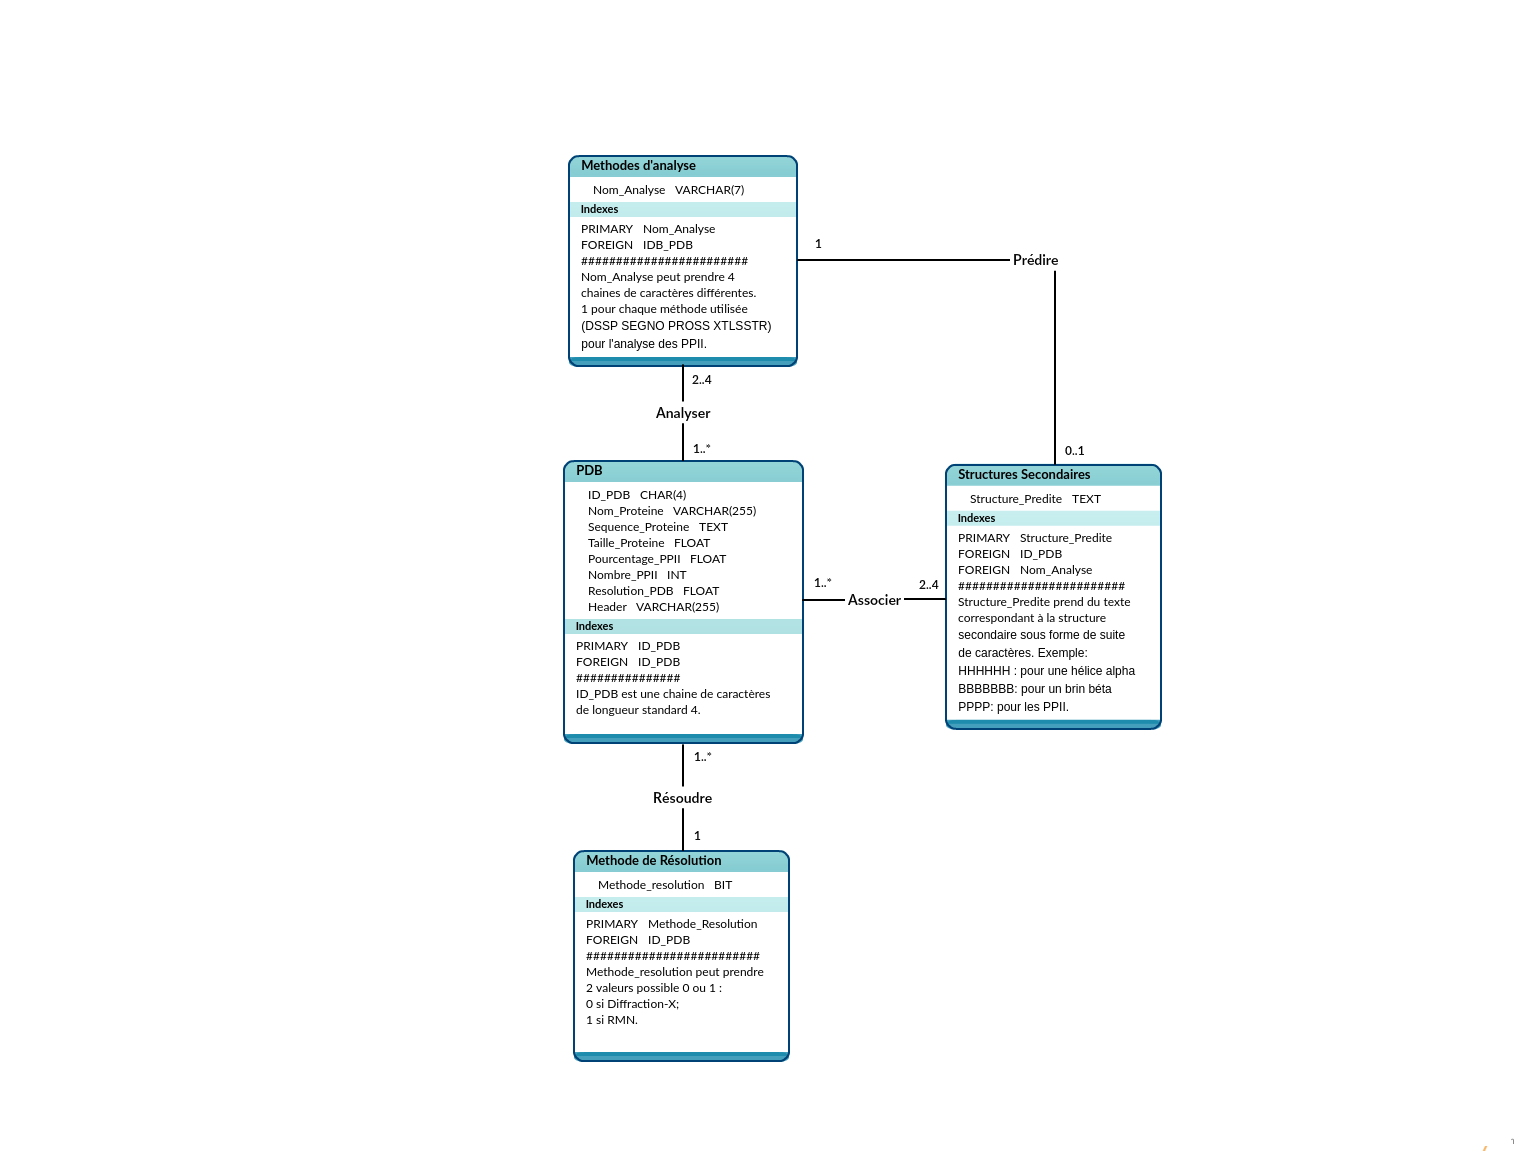 Methodes d'analyse
Nom_Analyse VARCHAR(7)
Indexes
PRIMARY Nom_Analyse
FOREIGN IDB_PDB
########################
Nom_Analyse peut prendre 4
chaines de caractères différentes.
1 pour chaque méthode utilisée
(DSSP SEGNO PROSS XTLSSTR)
pour l'analyse des PPII.
1
Prédire
0..1
2..4
Analyser
1..*
PDB
ID_PDB CHAR(4)
Nom_Proteine VARCHAR(255)
Sequence_Proteine TEXT
Taille_Proteine FLOAT
Pourcentage_PPII FLOAT
Nombre_PPII INT
Resolution_PDB FLOAT
Header VARCHAR(255)
Indexes
PRIMARY ID_PDB
FOREIGN ID_PDB
###############
ID_PDB est une chaine de caractères
de longueur standard 4.
1..*
Associer
2..4
Structures Secondaires
Structure_Predite TEXT
Indexes
PRIMARY Structure_Predite
FOREIGN ID_PDB
FOREIGN Nom_Analyse
########################
Structure_Predite prend du texte
correspondant à la structure
secondaire sous forme de suite
de caractères. Exemple:
HHHHHH : pour une hélice alpha
BBBBBBB: pour un brin béta
PPPP: pour les PPII.
1..*
Résoudre
1
Methode de Résolution
Methode_resolution BIT
Indexes
PRIMARY Methode_Resolution
FOREIGN ID_PDB
#########################
Methode_resolution peut prendre
2 valeurs possible 0 ou 1 :
0 si Diffraction-X;
1 si RMN.